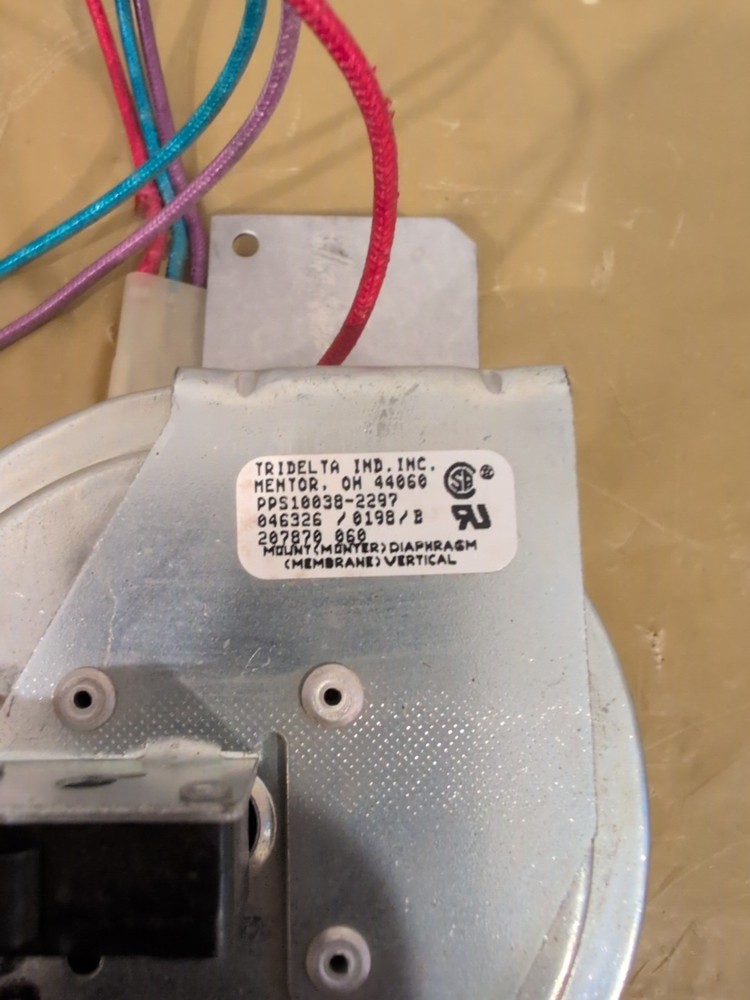 TRIDELTA IND.INC.
MENTOR, OH 44060
PPS10038-2297
046326 /0198/B
207870 060
MOUNT(MONTER)DIAPHRAGM
(MEMBRANE)VERTICAL